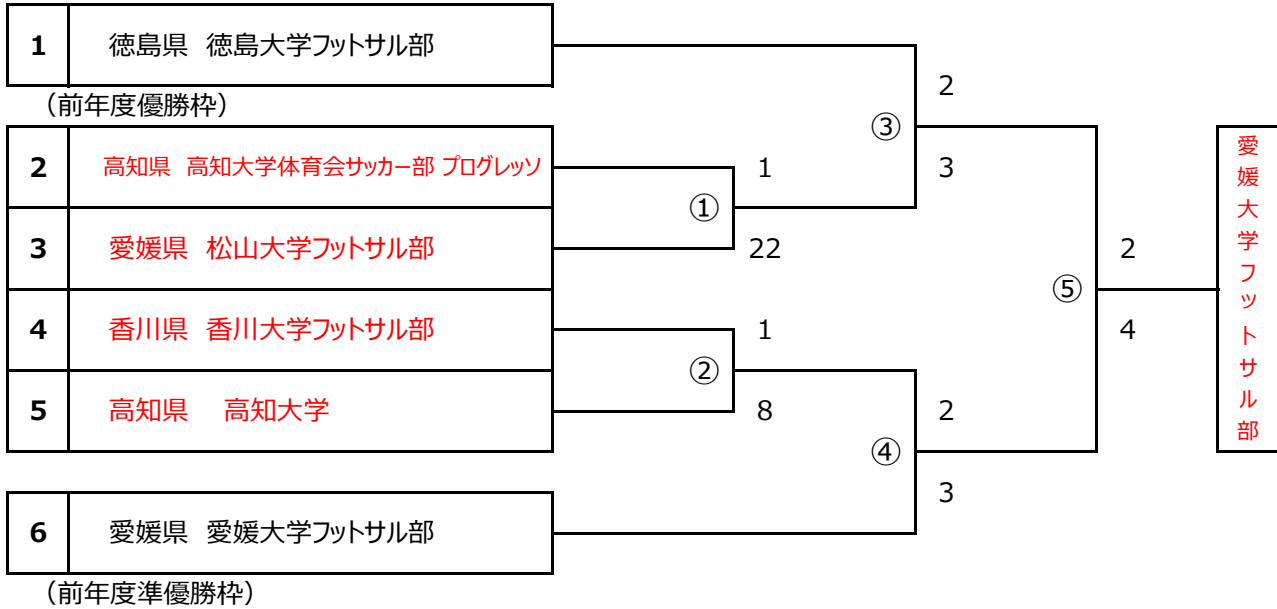 1 徳島県 徳島大学フットサル部
（前年度優勝枠）
2
③
2 高知県 高知大学体育会サッカー部 プログレッソ
1
3
①
3 愛媛県 松山大学フットサル部
22
2
⑤
4 香川県 香川大学フットサル部
1
4
②
5 高知県 高知大学
8
2
④
3
6 愛媛県 愛媛大学フットサル部
（前年度準優勝枠）
愛媛大学フットサル部